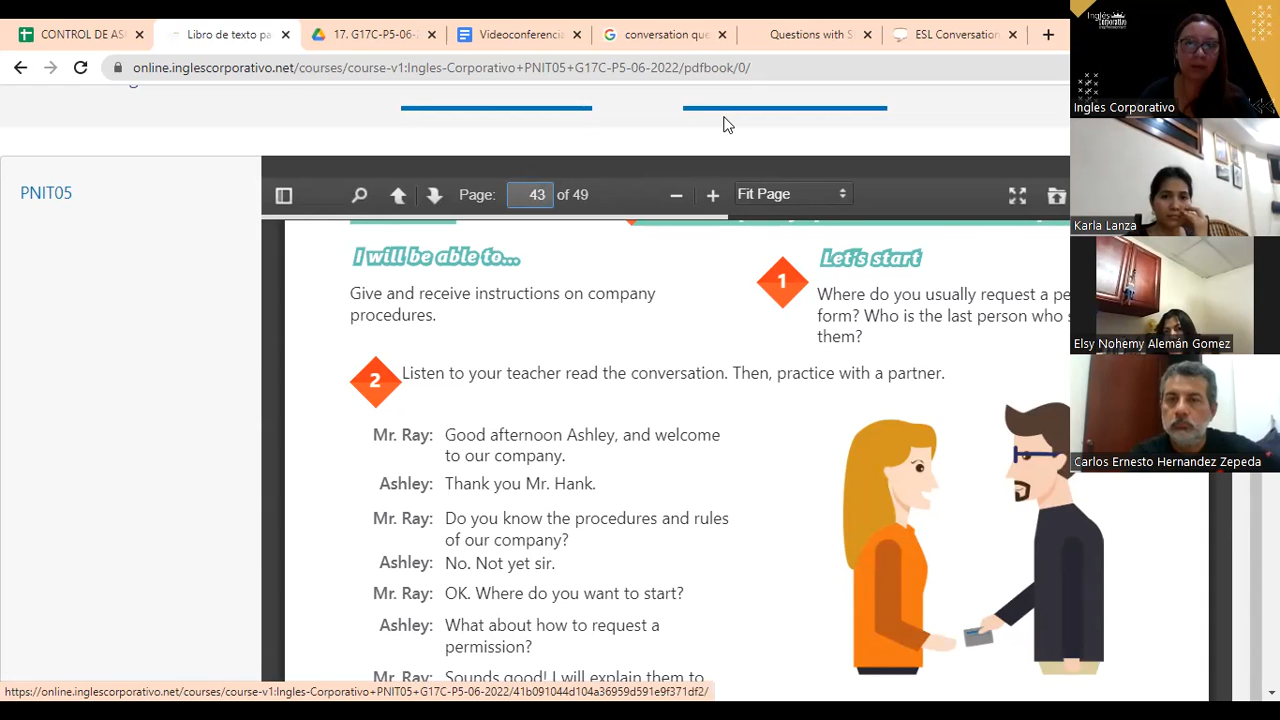 CONTROL DE AS
Libro de texto pa
17. G17C-P5-09
Videoconferencia
conversation que
Questions with S
ESL Conversation
online.inglescorporativo.net/courses/course-v1:Ingles-Corporativo+PNIT05+G17C-P5-06-2022/pdfbook/0/
Inglés
Corporativo
Ingles Corporativo
Karla Lanza
Elsy Nohemy Alemán Gomez
Carlos Ernesto Hernandez Zepeda
PNIT05
Page: 43 of 49
Fit Page
I will be able to...
Give and receive instructions on company
procedures.
1
Let's start
Where do you usually request a pe
form? Who is the last person who s
them?
2
Listen to your teacher read the conversation. Then, practice with a partner.
Mr. Ray: Good afternoon Ashley, and welcome
to our company.
Ashley: Thank you Mr. Hank.
Mr. Ray: Do you know the procedures and rules
of our company?
Ashley: No. Not yet sir.
Mr. Ray: OK. Where do you want to start?
Ashley: What about how to request a
permission?
Mr. Ray: Sounds good! I will explain them to
https://online.inglescorporativo.net/courses/course-v1:Ingles-Corporativo+PNIT05+G17C-P5-06-2022/41b091044d104a36959d591e9f371df2/